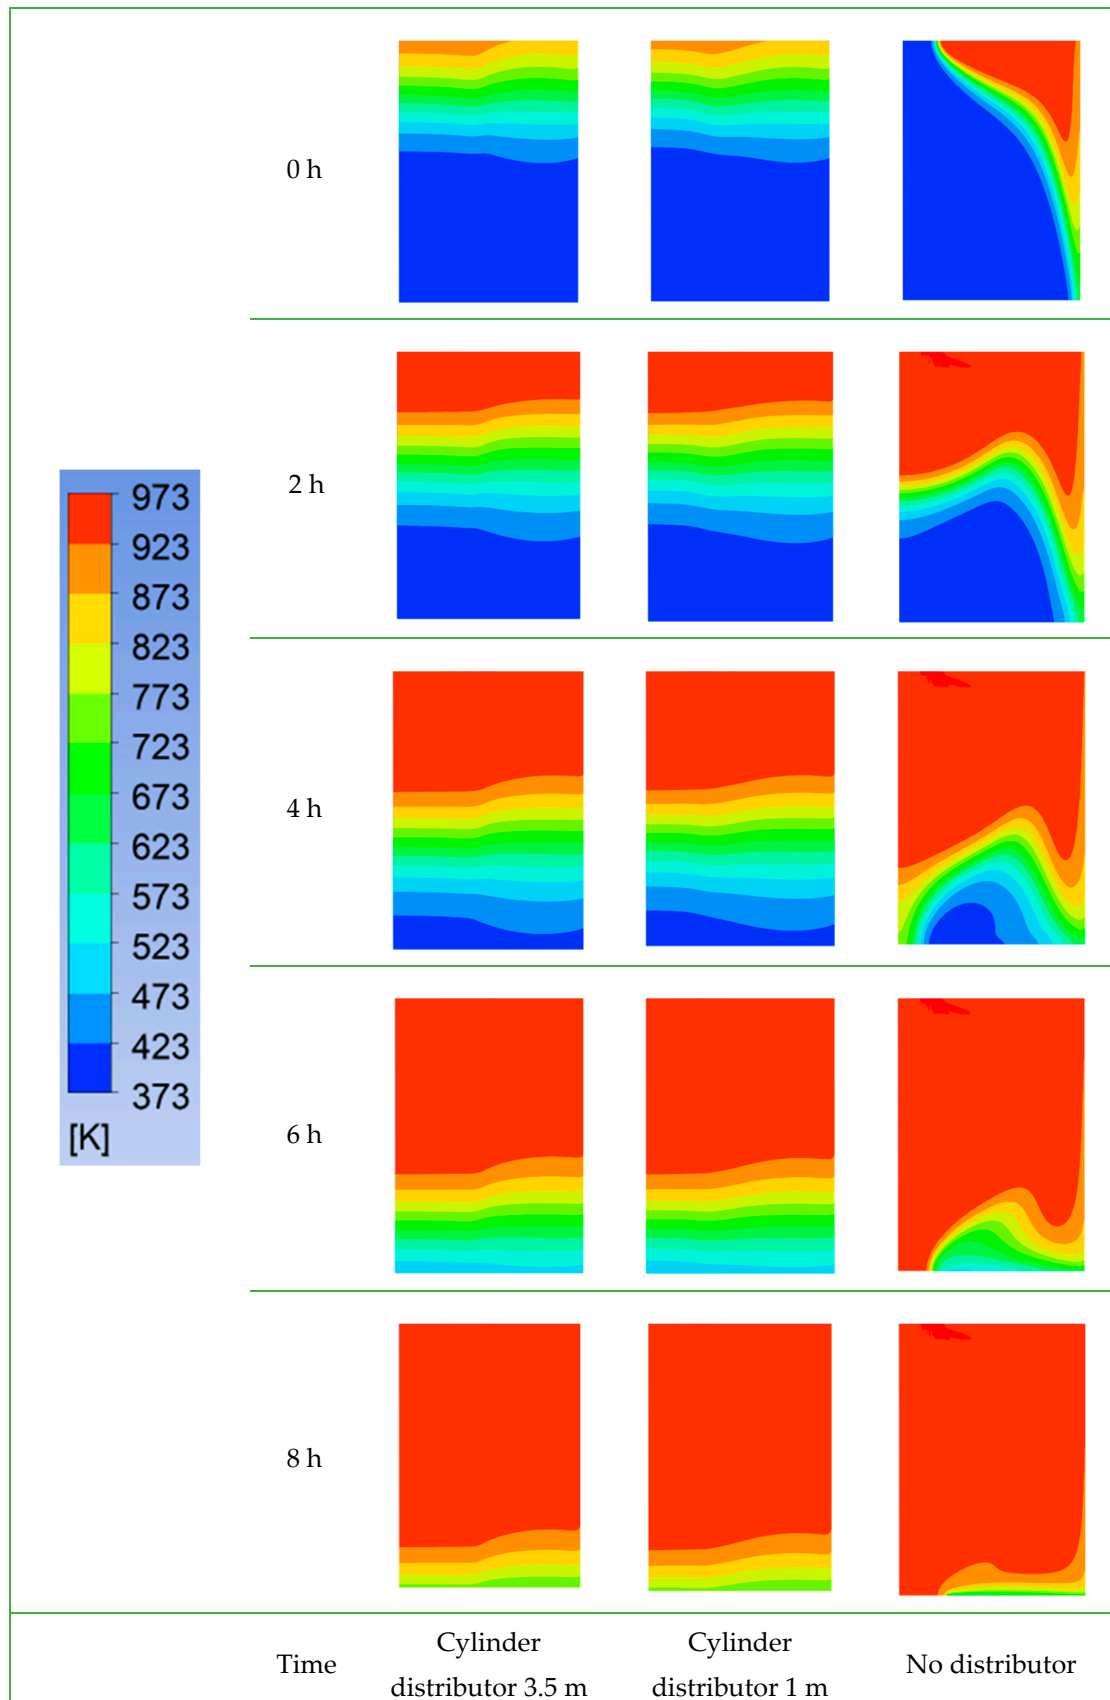 0 h
2 h
973
923
873
823
773
723
673
623
573
523
473
423
373
[K]
4 h
6 h
8 h
Time
Cylinder
distributor 3.5 m
Cylinder
distributor 1 m
No distributor